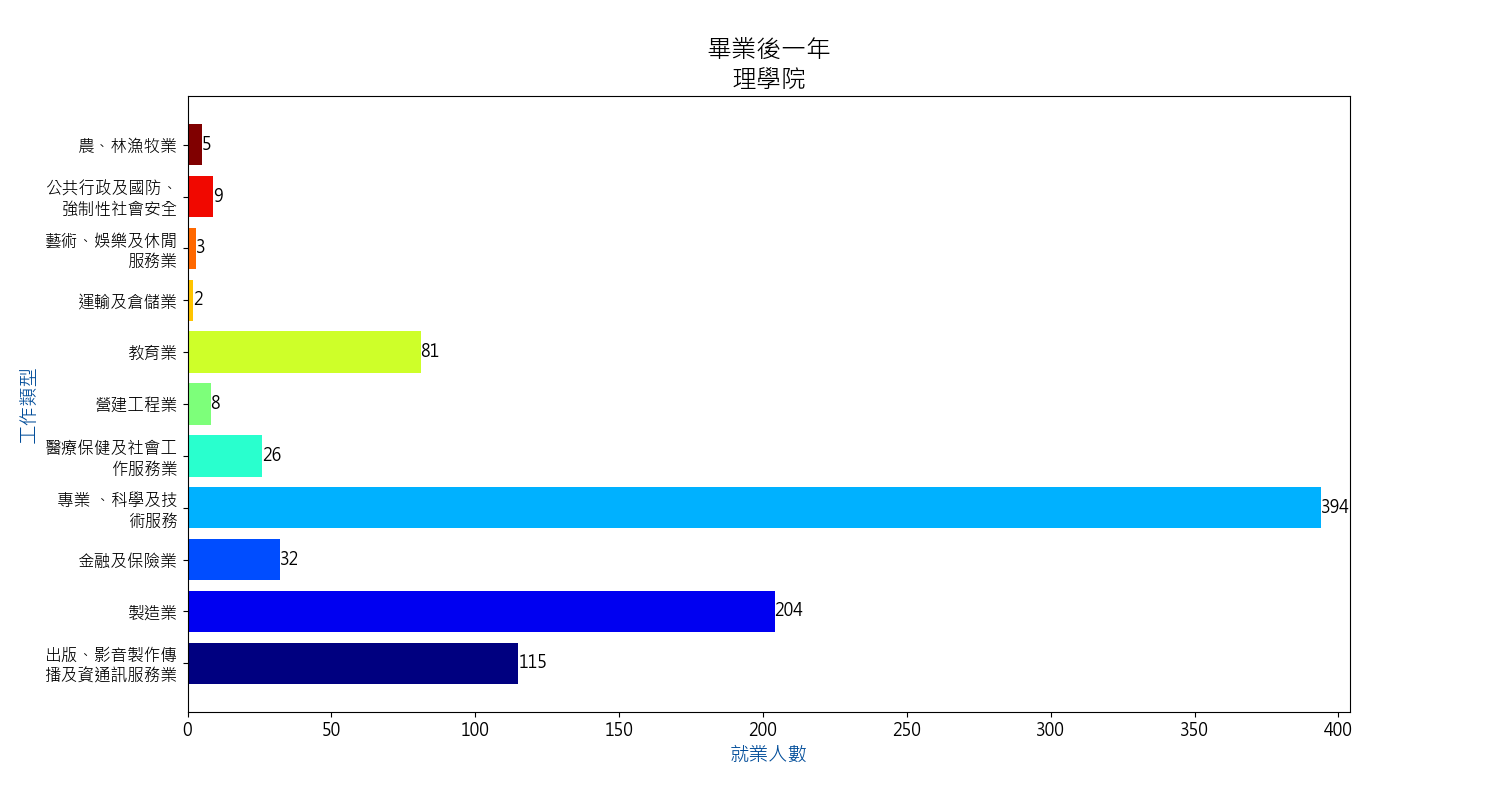 畢業後一年
理學院
農、林漁牧業
5
公共行政及國防、
強制性社會安全
9
藝術、娛樂及休閒
服務業
3
運輸及倉儲業
2
教育業
81
營建工程業
8
醫療保健及社會工
作服務業
26
專業 、科學及技
術服務
394
金融及保險業
32
製造業
204
出版、影音製作傳
播及資通訊服務業
115
工作類型
0 50 100 150 200 250 300 350 400
就業人數